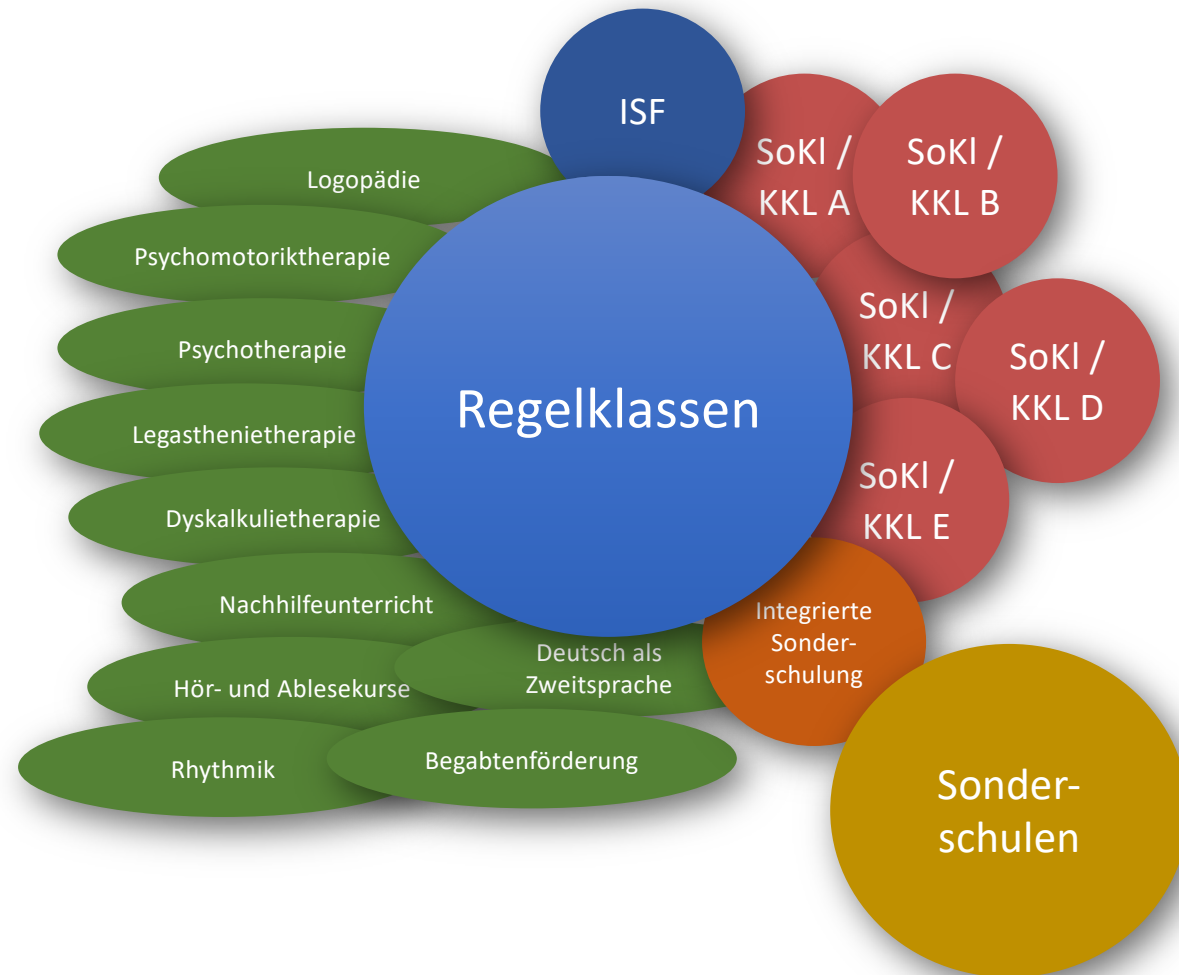 ISF
SoKl /
KKL A
SoKl /
KKL B
Logopädie
Psychomotoriktherapie
SoKl /
KKL C
Psychotherapie
SoKl /
KKL D
Regelklassen
Legasthenietherapie
SoKl /
KKL E
Dyskalkulietherapie
Nachhilfeunterricht
Integrierte
Sonder-
schulung
Deutsch als
Zweitsprache
Hör- und Ablesekurse
Rhythmik
Begabtenförderung
Sonder-
schulen